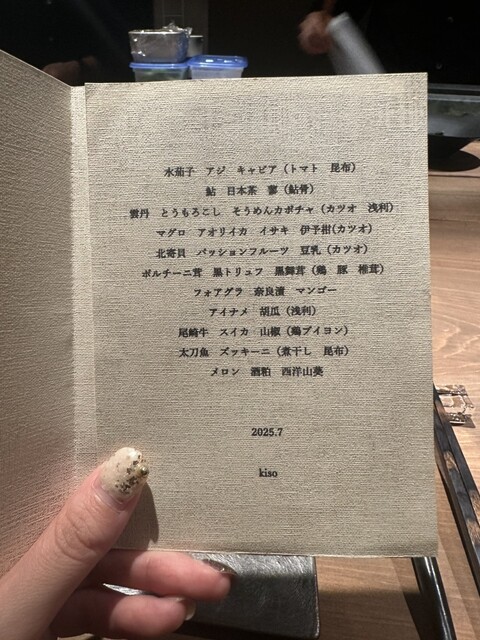 水茄子　アジ　キャビア（トマト　昆布）
鮎　日本茶　蓼（鮎骨）
雲丹　とうもろこし　そうめんカボチャ（カツオ　浅利）
マグロ　アオリイカ　イサキ　伊予柑(カツオ）
北寄貝　パッションフルーツ　豆乳（カツオ）
ポルチーニ茸　黒トリュフ　黒舞茸（鶏　豚　椎茸）
フォアグラ　奈良漬　マンゴー
アイナメ　胡瓜（浅利）
尾崎牛　スイカ　山椒（鶏ブイヨン）
太刀魚　ズッキーニ（煮干し　昆布）
メロン　酒粕　西洋山葵
2025.7
kiso